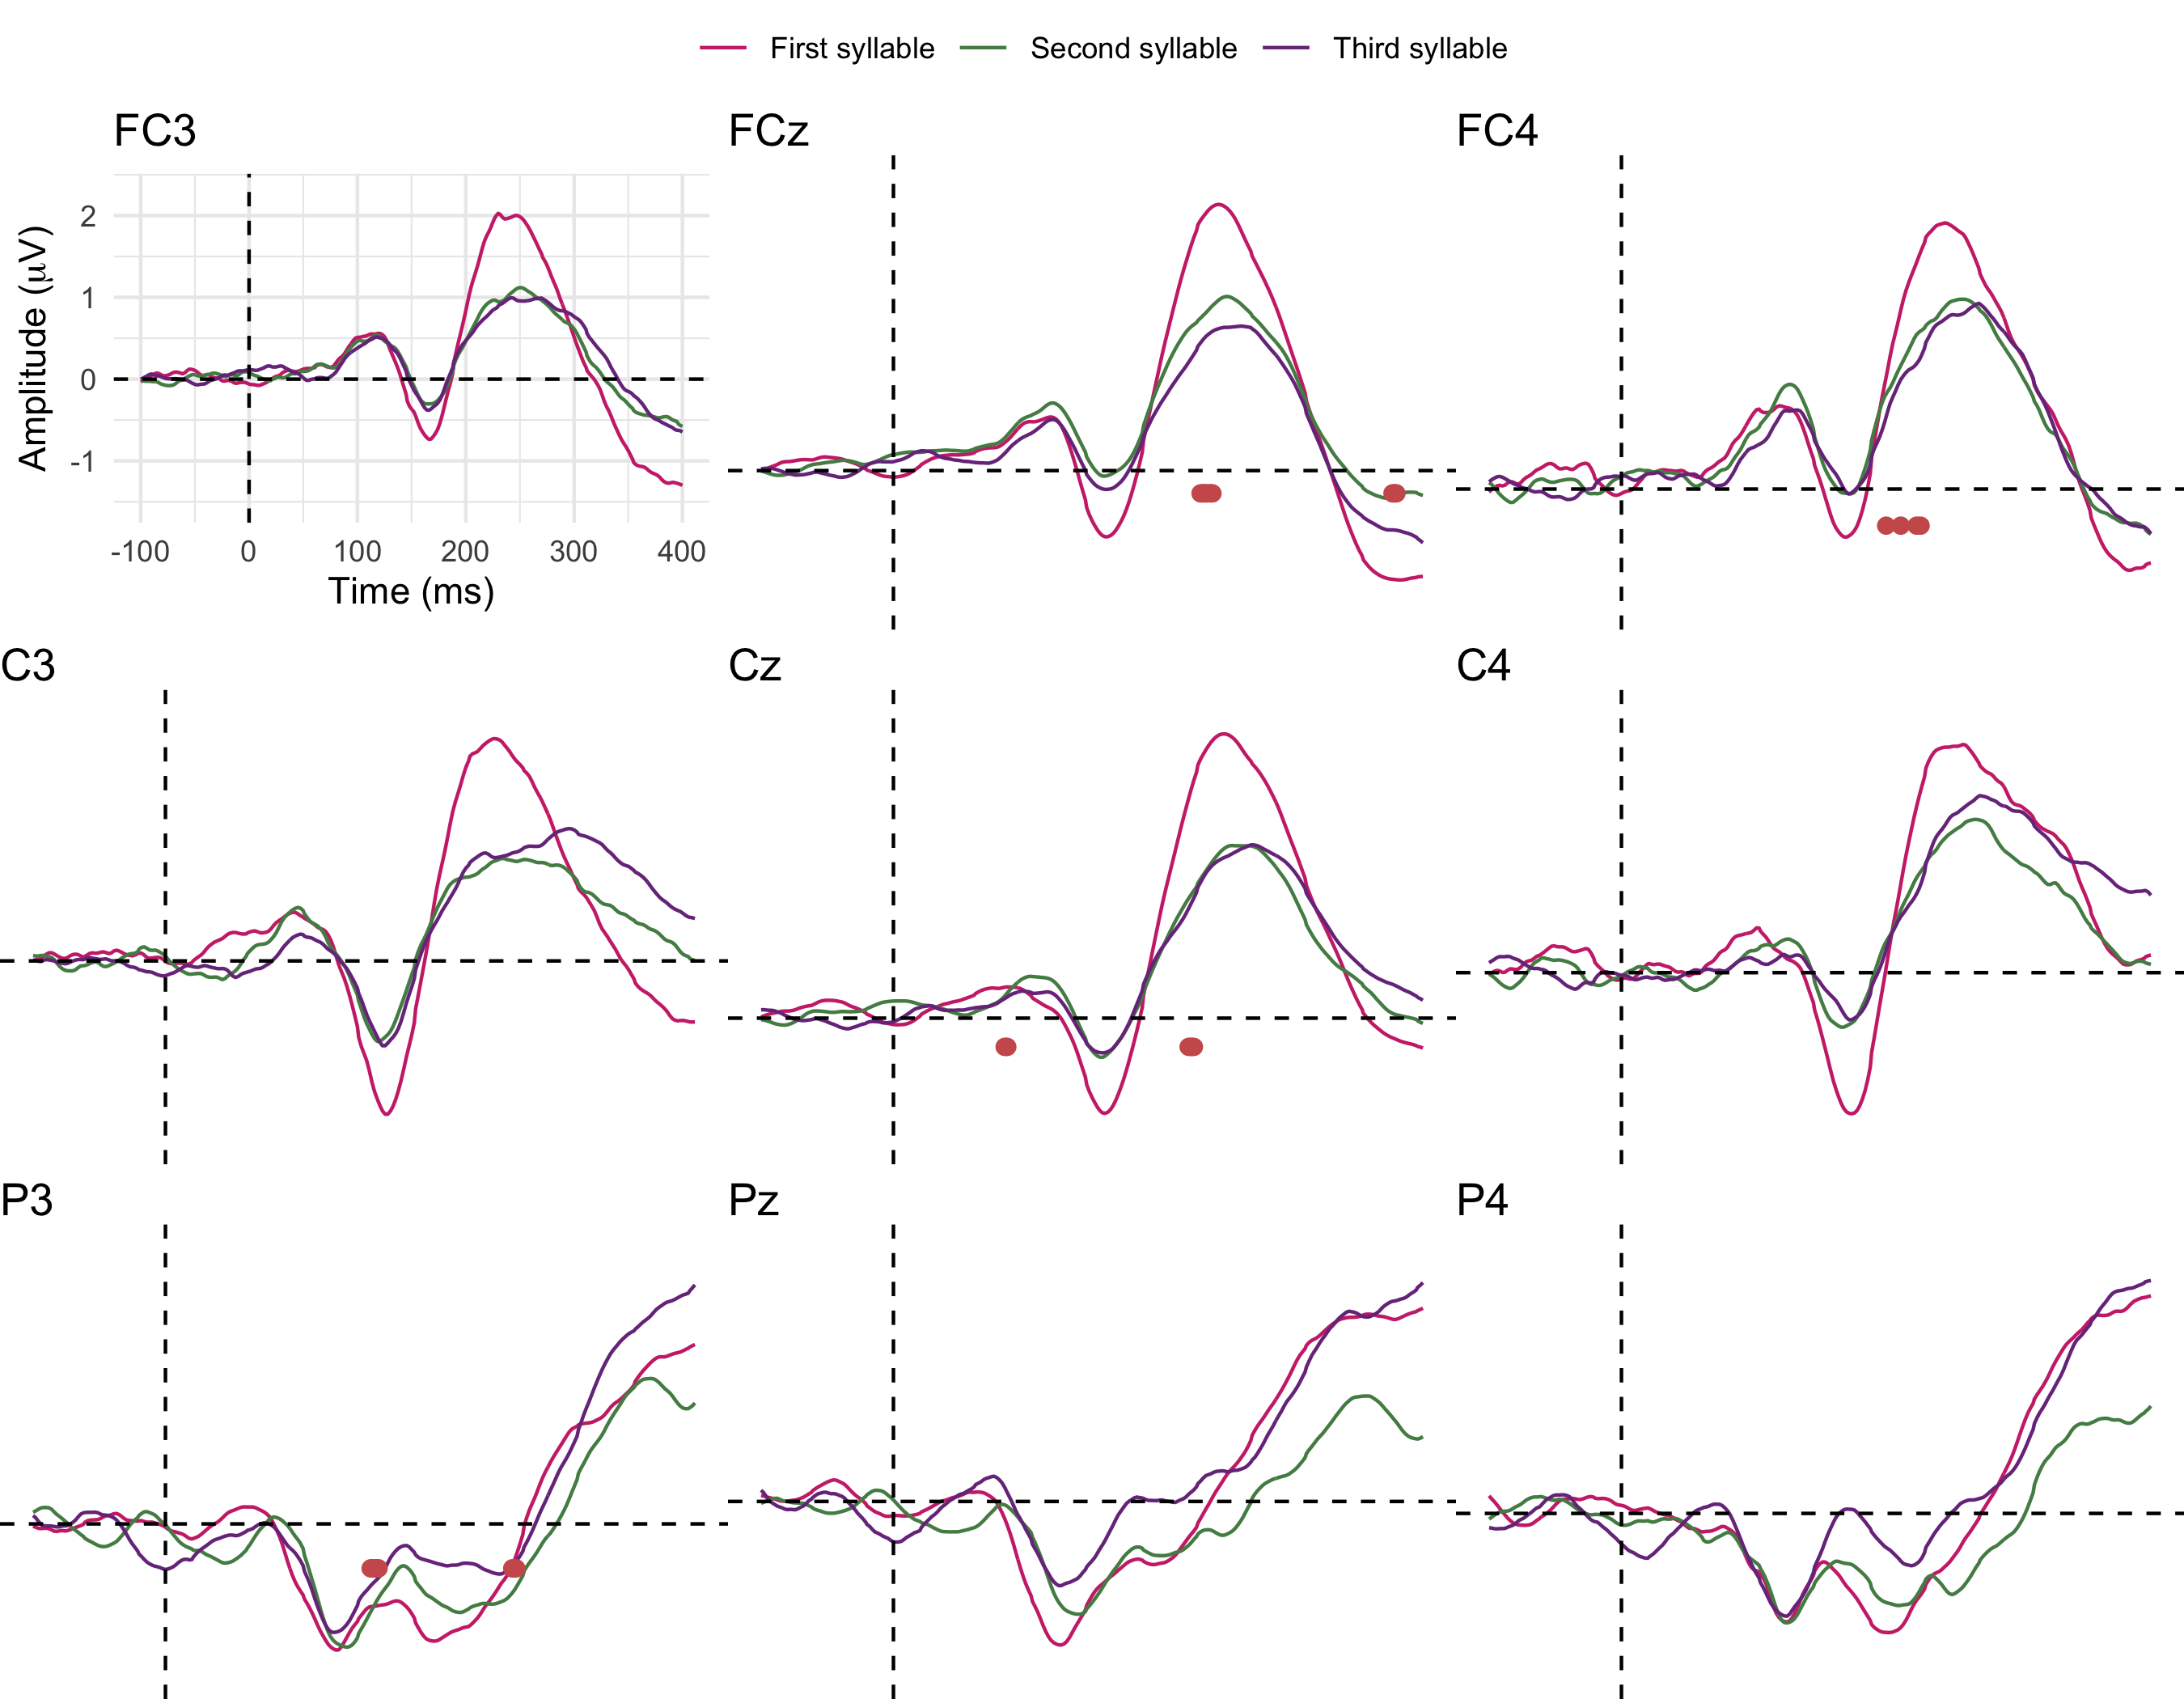 First syllable Second syllable Third syllable
FC3
FCz
FC4
Amplitude (μV)
2
1
0
-1
-100 0 100 200 300 400
Time (ms)
C3
Cz
C4
P3
Pz
P4